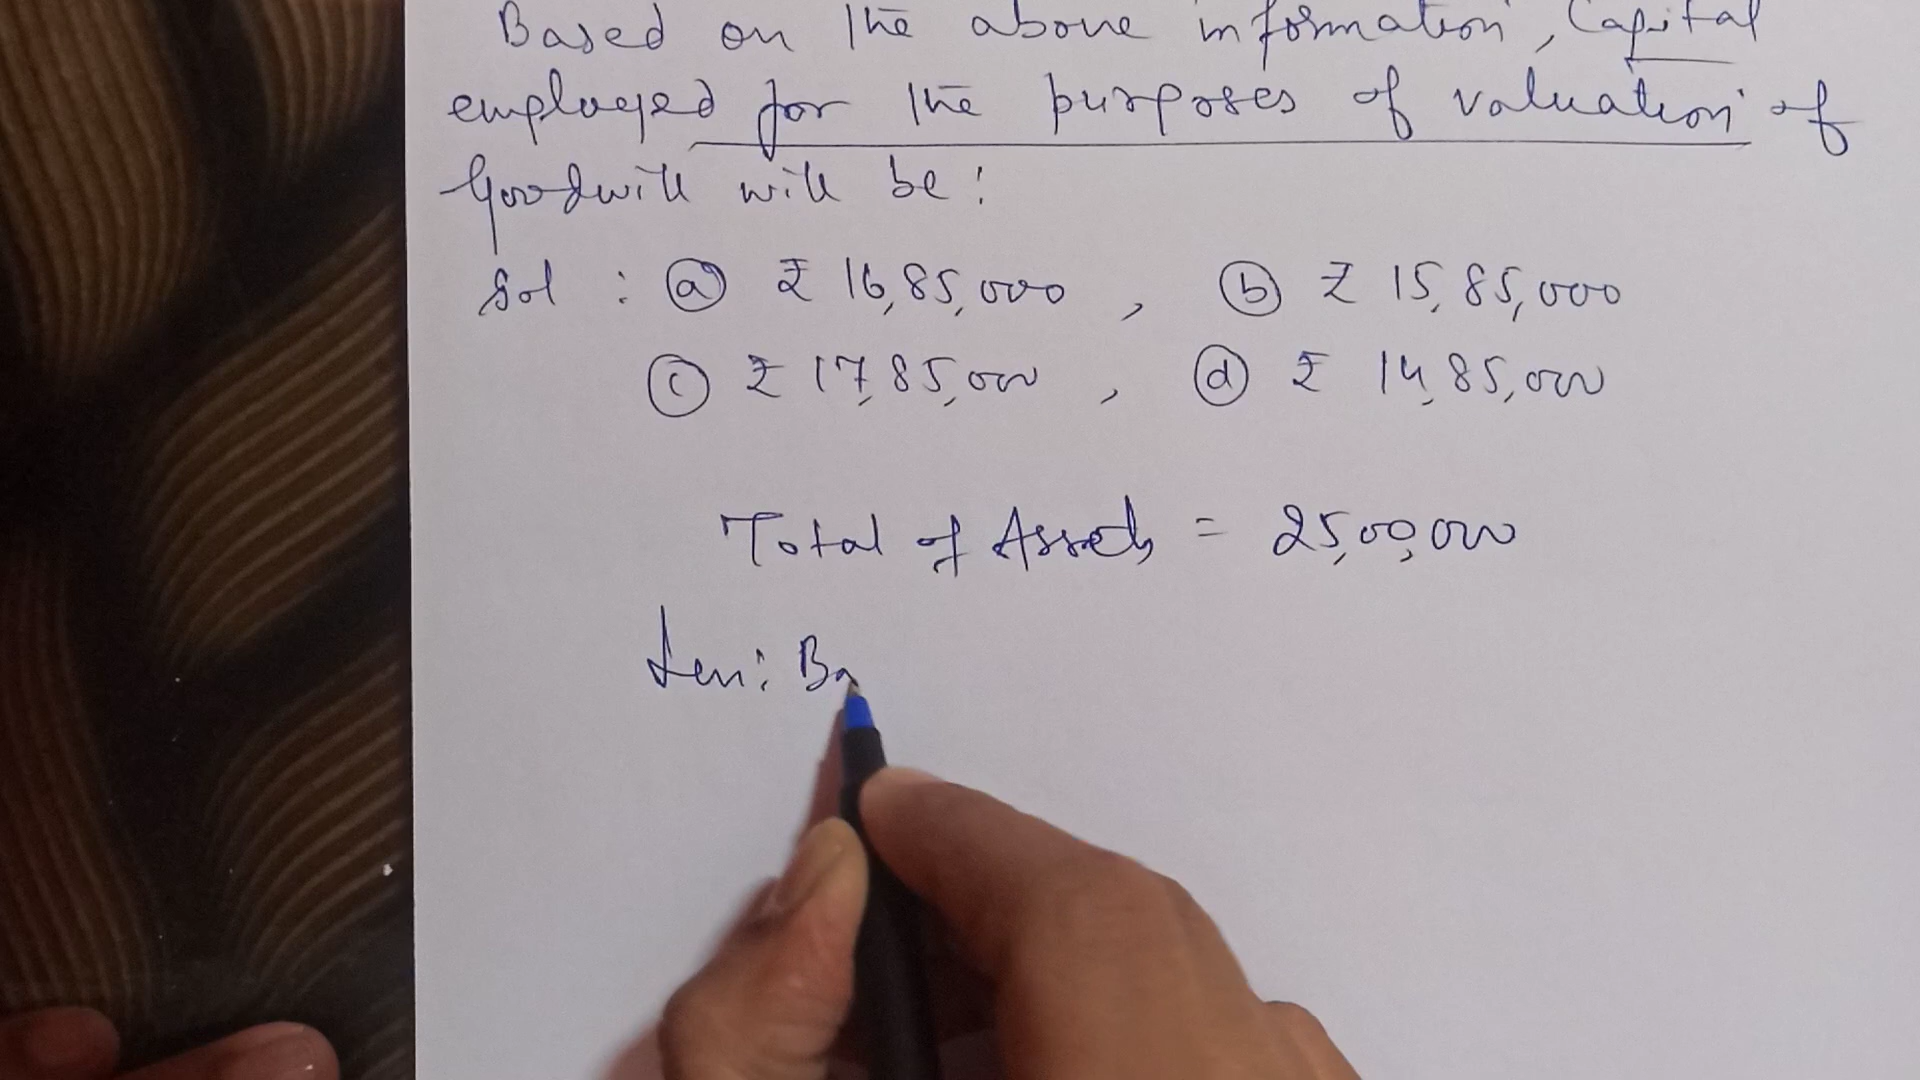 Based on the above information, Capital
employed for the purposes of valuation of
Goodwill will be:
Sol : (a) ₹ 16,85,000 , (b) ₹ 15,85,000
(c) ₹ 17,85,000 , (d) ₹ 14,85,000
Total of Assets = 25,00,000
Less: Ba